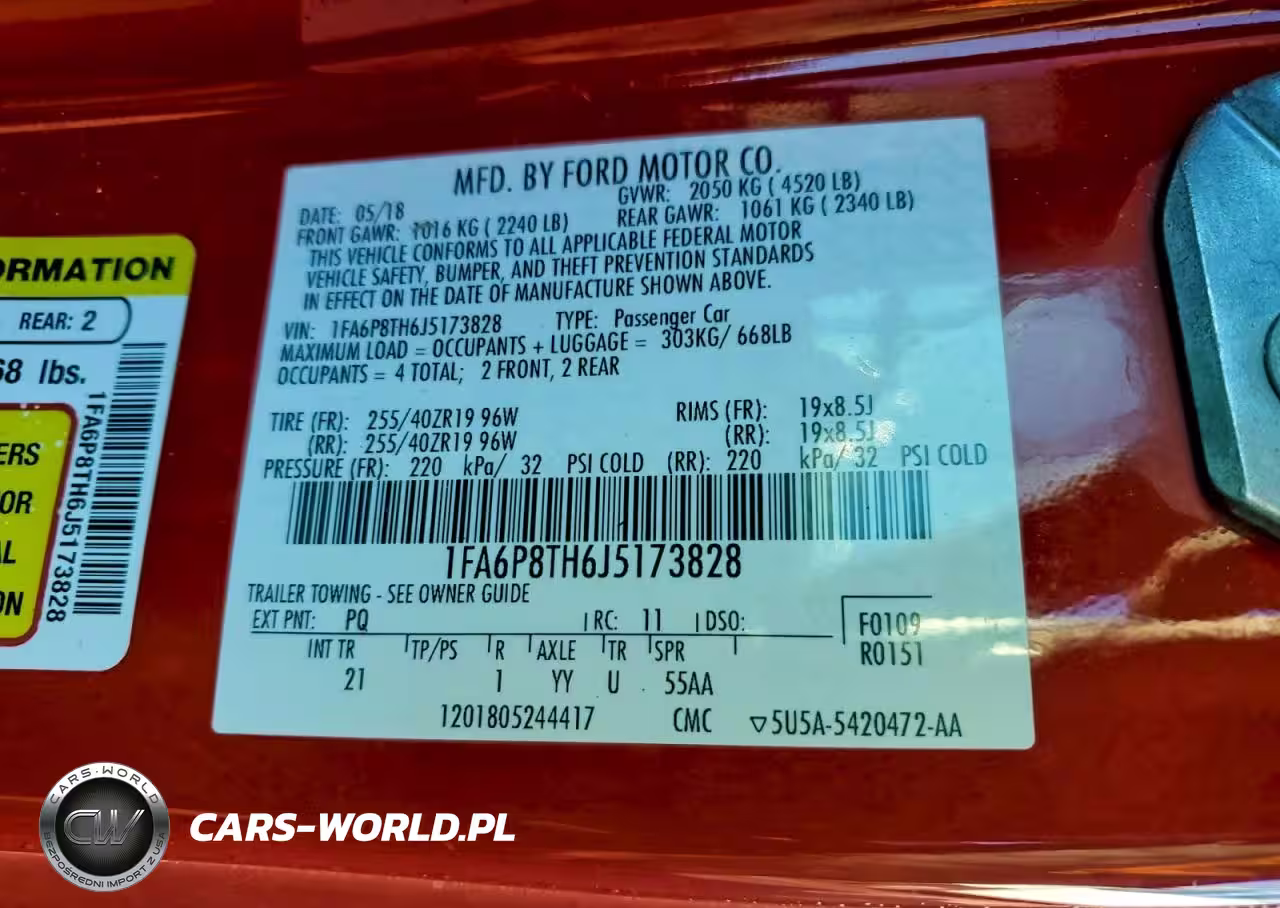 MFD. BY FORD MOTOR CO.
DATE: 05/18
GVWR: 2050 KG ( 4520 LB)
FRONT GAWR: 1016 KG ( 2240 LB)
REAR GAWR: 1061 KG ( 2340 LB)
THIS VEHICLE CONFORMS TO ALL APPLICABLE FEDERAL MOTOR
VEHICLE SAFETY, BUMPER, AND THEFT PREVENTION STANDARDS
IN EFFECT ON THE DATE OF MANUFACTURE SHOWN ABOVE.
VIN: 1FA6P8TH6J5173828 TYPE: Passenger Car
MAXIMUM LOAD = OCCUPANTS + LUGGAGE = 303KG/ 668LB
OCCUPANTS = 4 TOTAL; 2 FRONT, 2 REAR
TIRE (FR): 255/40ZR19 96W RIMS (FR): 19x8.5J
(RR): 255/40ZR19 96W (RR): 19x8.5J
PRESSURE (FR): 220 kPa/ 32 PSI COLD (RR): 220 kPa/ 32 PSI COLD
1FA6P8TH6J5173828
TRAILER TOWING - SEE OWNER GUIDE
EXT PNT: PQ RC: 11 DSO:
F0109
R0151
INT TR TP/PS R AXLE TR SPR
21 1 YY U 55AA
1201805244417 CMC ▽5U5A-5420472-AA
ORMATION
REAR: 2
68 lbs.
1FA6P8TH6J5173828
ERS
OR
AL
ON
CARS-WORLD
CW
BEZPOŚREDNI IMPORT Z USA
CARS-WORLD.PL